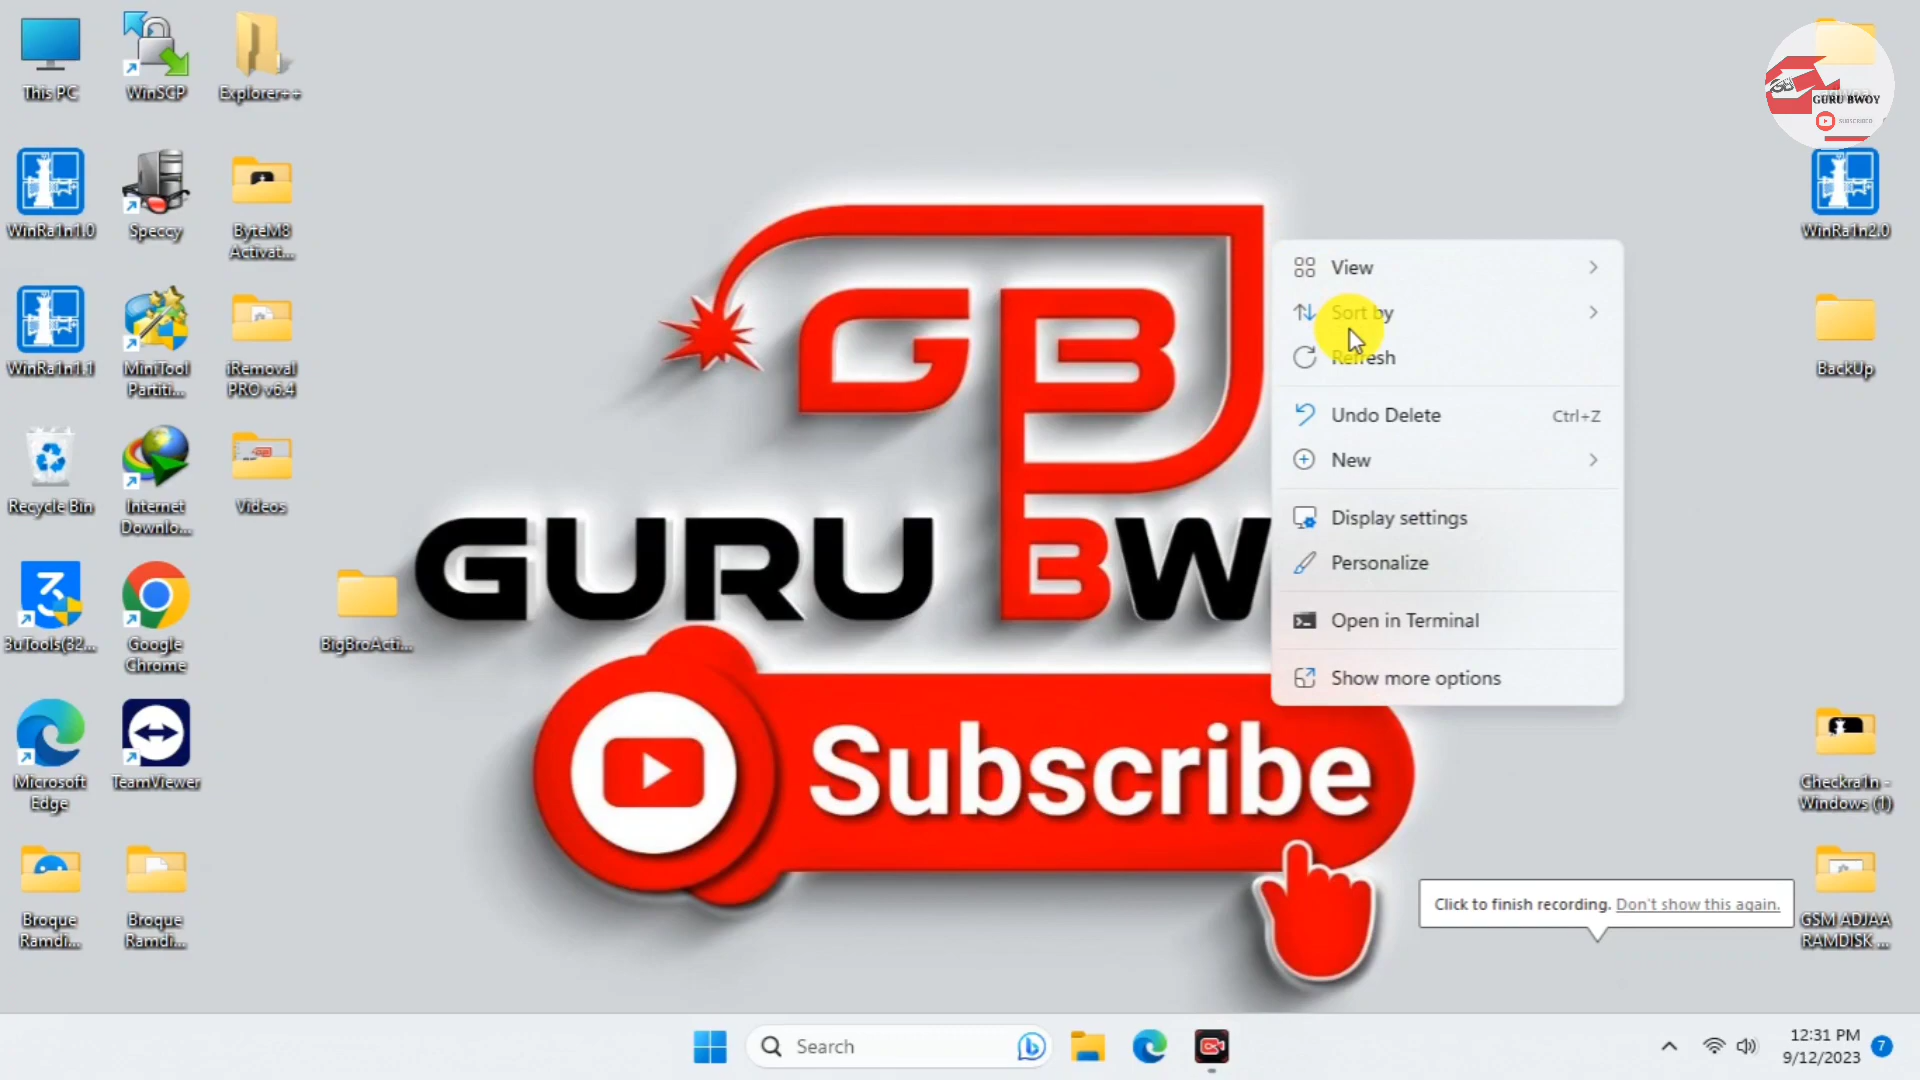 This PC
WinSCP
Explorer++
GB
GURU BWOY
SUBSCRIBED
WinRa1n1.0
Speccy
ByteM8
Activat...
WinRa1n2.0
WinRa1n1.1
MiniTool
Partiti...
iRemoval
PRO v6.4
BackUp
Recycle Bin
Internet
Downlo...
Videos
3uTools(32...
Google
Chrome
BigBroActi...
Microsoft
Edge
TeamViewer
Checkra1n -
Windows (1)
Broque
Ramdi...
Broque
Ramdi...
GSM ADJAA
RAMDISK ...
GB
GURU BW
Subscribe
View
Sort by
Refresh
Undo Delete Ctrl+Z
New
Display settings
Personalize
Open in Terminal
Show more options
Click to finish recording. Don't show this again.
Search
12:31 PM
9/12/2023
7